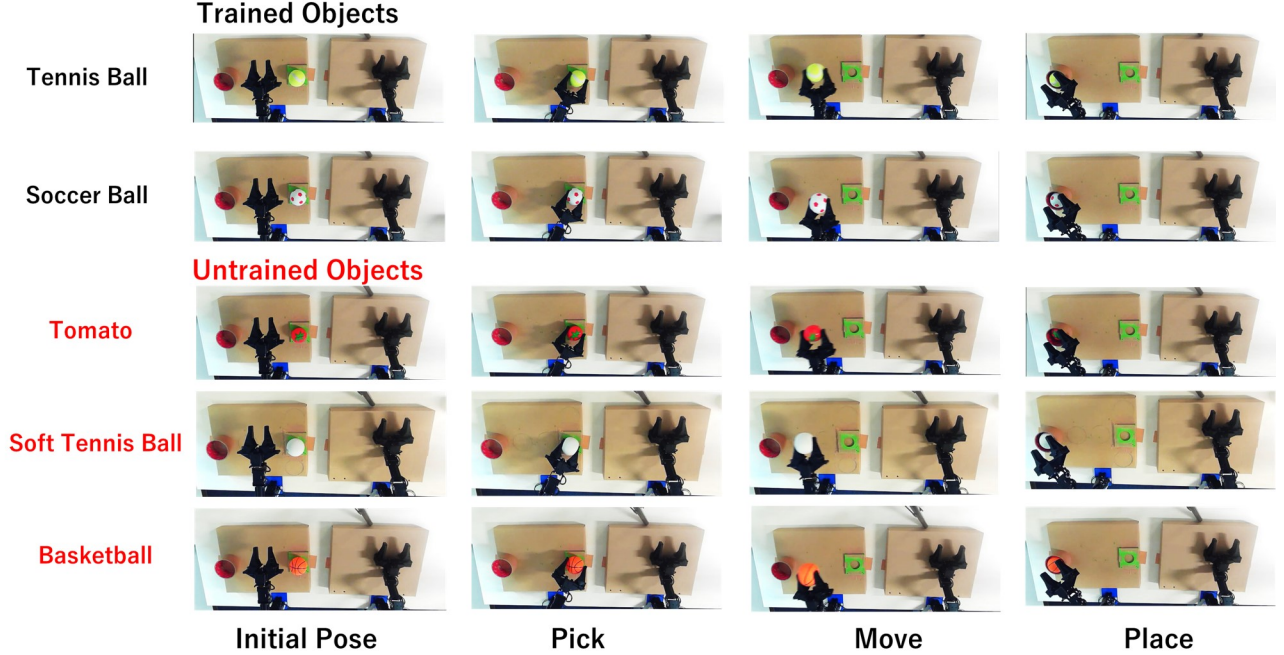 Trained Objects
Tennis Ball
Soccer Ball
Untrained Objects
Tomato
Soft Tennis Ball
Basketball
Initial Pose Pick Move Place